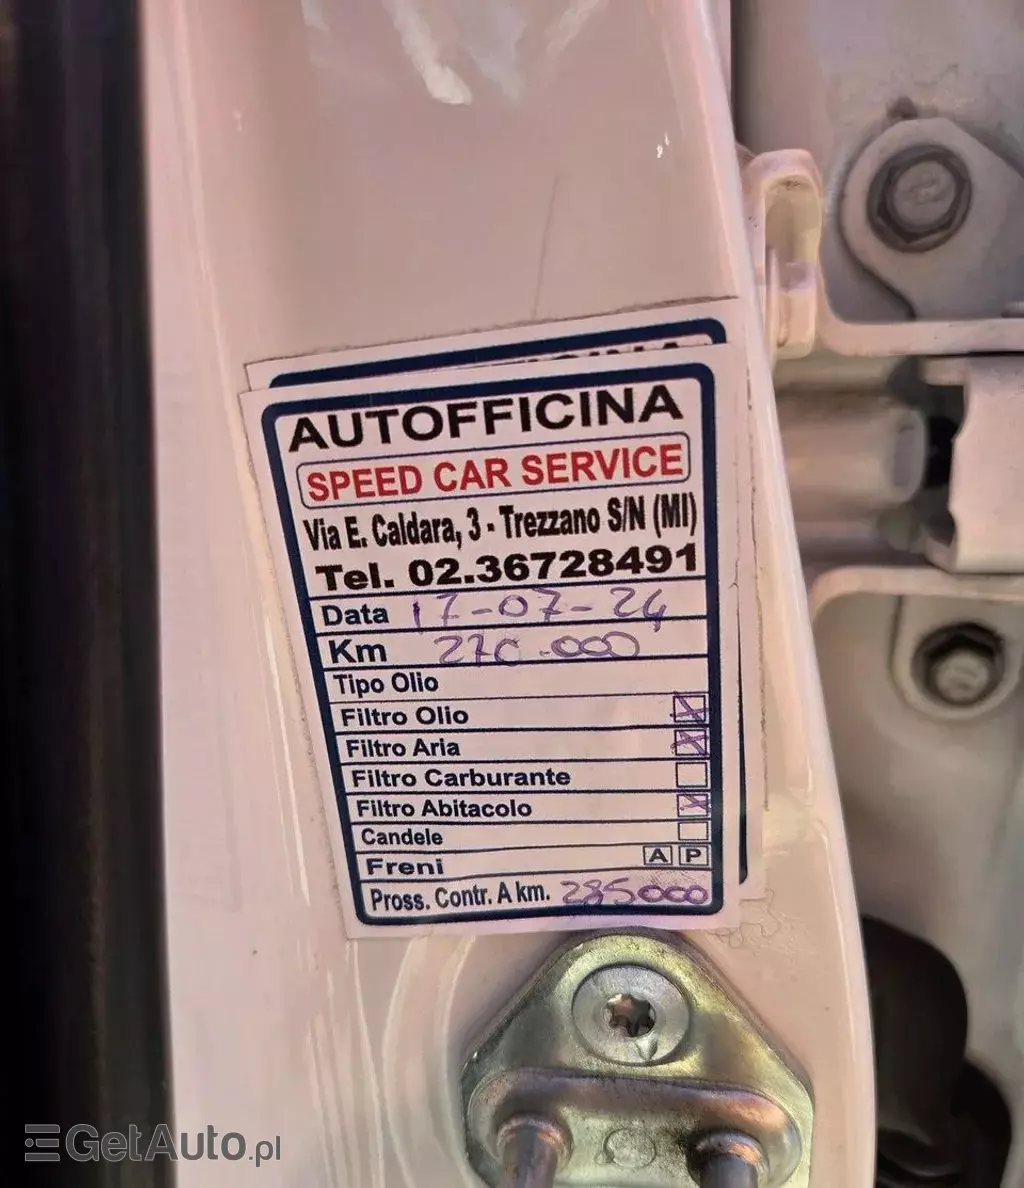 AUTOFFICINA
SPEED CAR SERVICE
Via E. Caldara, 3 - Trezzano S/N (MI)
Tel. 02.36728491
Data 17-07-24
Km 270.000
Tipo Olio
Filtro Olio
Filtro Aria
Filtro Carburante
Filtro Abitacolo
Candele
Freni A P
Pross. Contr. A km. 285000
GetAuto.pl